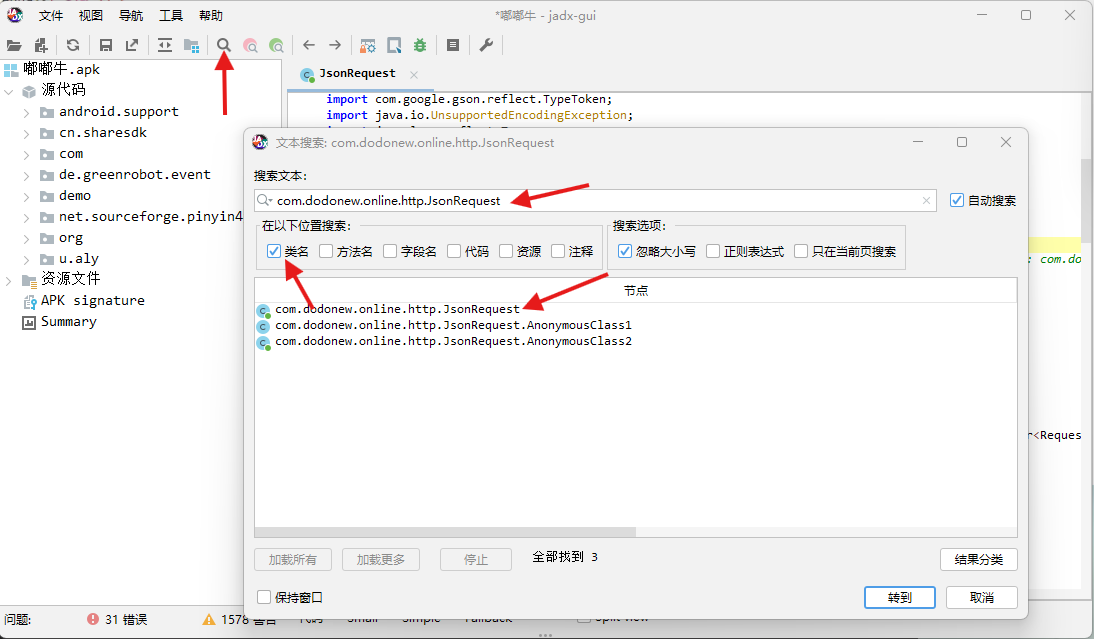 文件 视图 导航 工具 帮助
*嘟嘟牛 - jadx-gui
嘟嘟牛.apk
源代码
android.support
cn.sharesdk
com
de.greenrobot.event
demo
net.sourceforge.pinyin4
org
u.aly
资源文件
APK signature
Summary
JsonRequest
import com.google.gson.reflect.TypeToken;
import java.io.UnsupportedEncodingException;
: com.do
r<Reques
文本搜索: com.dodonew.online.http.JsonRequest
搜索文本:
com.dodonew.online.http.JsonRequest
自动搜索
在以下位置搜索:
类名 方法名 字段名 代码 资源 注释
搜索选项:
忽略大小写 正则表达式 只在当前页搜索
节点
com.dodonew.online.http.JsonRequest
com.dodonew.online.http.JsonRequest.AnonymousClass1
com.dodonew.online.http.JsonRequest.AnonymousClass2
加载所有 加载更多 停止 全部找到 3 结果分类
保持窗口 转到 取消
问题: 31 错误 1578 警告 代码 Smali Simple Fallback Split view